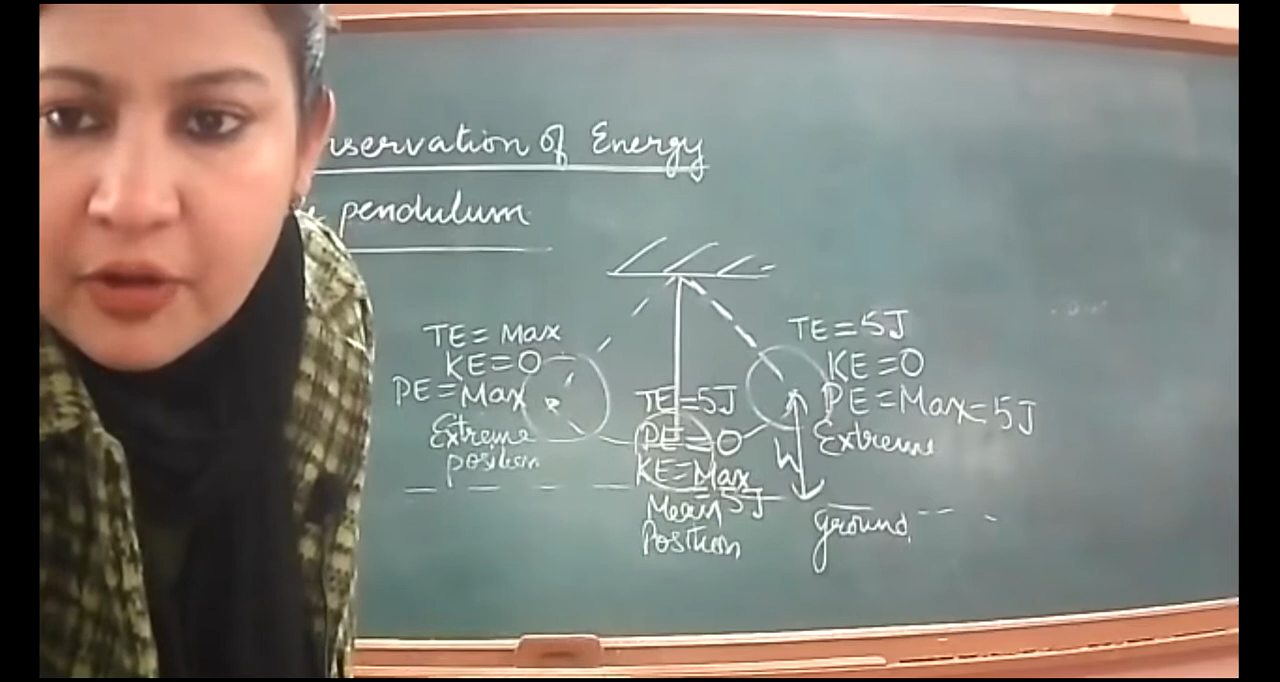 nservation of Energy
pendulum
TE = Max
KE = 0
PE = Max
Extreme
position
TE = 5J
PE = 0
KE = Max
= 5J
Mean
Position
TE = 5J
KE = 0
PE = Max = 5J
Extreme
h
ground